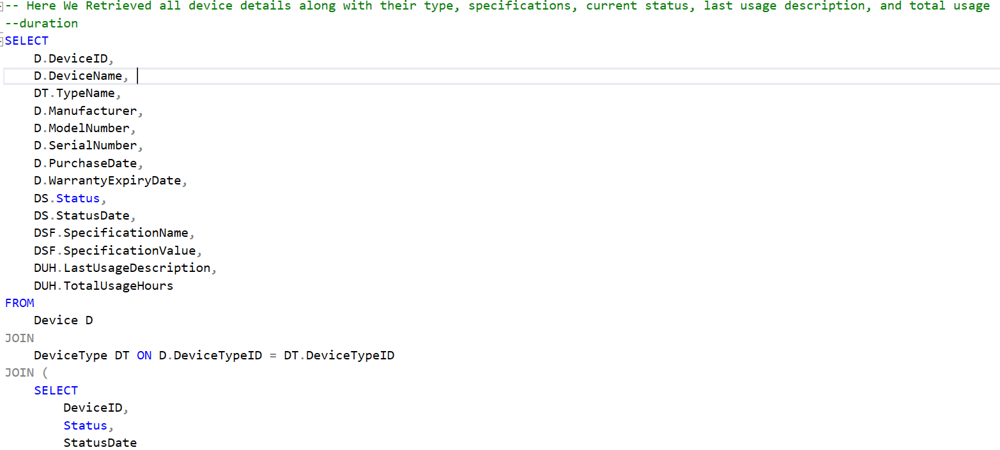 -- Here We Retrieved all device details along with their type, specifications, current status, last usage description, and total usage
--duration
SELECT
    D.DeviceID,
    D.DeviceName,
    DT.TypeName,
    D.Manufacturer,
    D.ModelNumber,
    D.SerialNumber,
    D.PurchaseDate,
    D.WarrantyExpiryDate,
    DS.Status,
    DS.StatusDate,
    DSF.SpecificationName,
    DSF.SpecificationValue,
    DUH.LastUsageDescription,
    DUH.TotalUsageHours
FROM
    Device D
JOIN
    DeviceType DT ON D.DeviceTypeID = DT.DeviceTypeID
JOIN (
    SELECT
        DeviceID,
        Status,
        StatusDate